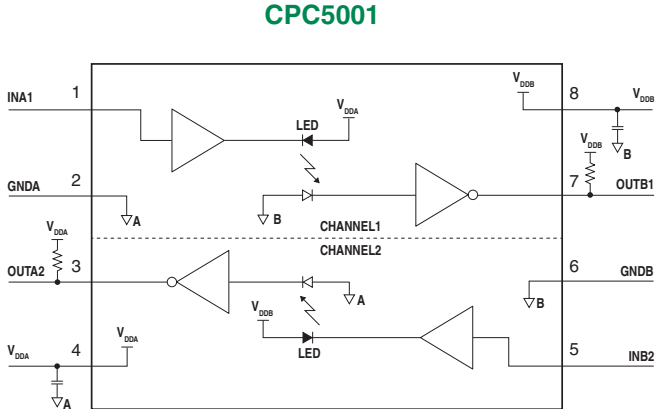 CPC5001
INA1 1
LED
VDDA
VDDB
8 VDDB
B
VDDB
GNDA 2
A
B
7 OUTB1
CHANNEL1
CHANNEL2
VDDA
OUTA2 3
A
6 GNDB
B
VDDB
LED
VDDA 4
VDDA
5 INB2
A